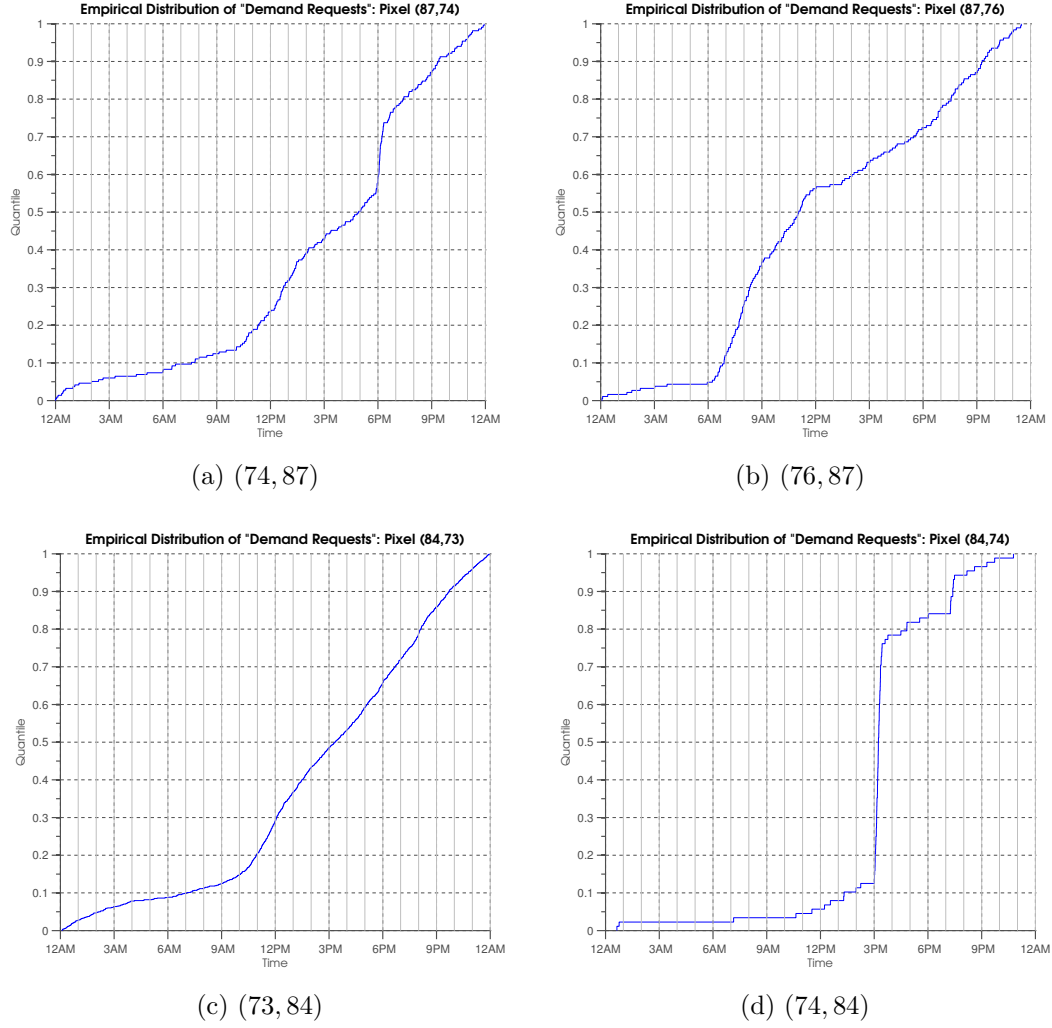 Empirical Distribution of "Demand Requests": Pixel (87,74)
1
0.9
0.8
0.7
0.6
0.5
0.4
0.3
0.2
0.1
0
Quantile
12AM 3AM 6AM 9AM 12PM 3PM 6PM 9PM 12AM
Time
(a) (74, 87)
Empirical Distribution of "Demand Requests": Pixel (87,76)
1
0.9
0.8
0.7
0.6
0.5
0.4
0.3
0.2
0.1
0
Quantile
12AM 3AM 6AM 9AM 12PM 3PM 6PM 9PM 12AM
Time
(b) (76, 87)
Empirical Distribution of "Demand Requests": Pixel (84,73)
1
0.9
0.8
0.7
0.6
0.5
0.4
0.3
0.2
0.1
0
Quantile
12AM 3AM 6AM 9AM 12PM 3PM 6PM 9PM 12AM
Time
(c) (73, 84)
Empirical Distribution of "Demand Requests": Pixel (84,74)
1
0.9
0.8
0.7
0.6
0.5
0.4
0.3
0.2
0.1
0
Quantile
12AM 3AM 6AM 9AM 12PM 3PM 6PM 9PM 12AM
Time
(d) (74, 84)